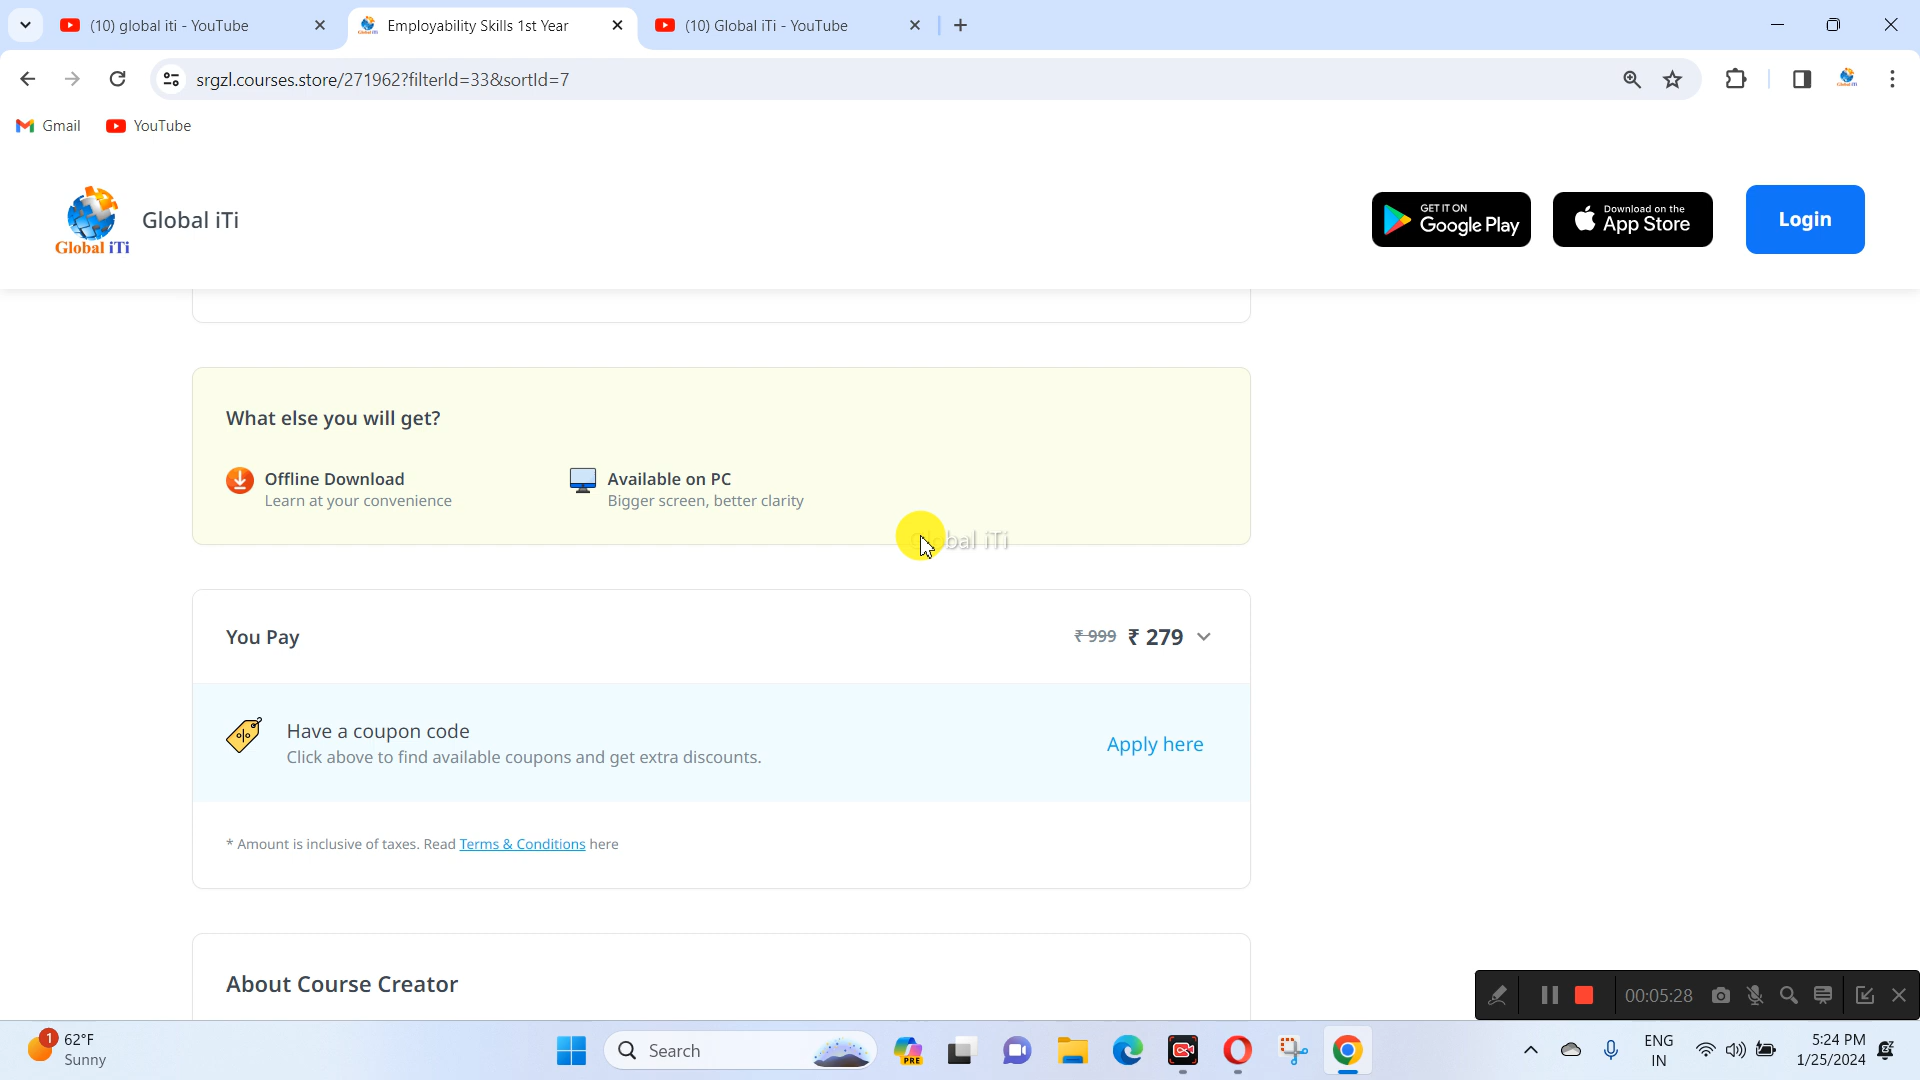 (10) global iti - YouTube
Employability Skills 1st Year
(10) Global iTi - YouTube
srgzl.courses.store/271962?filterId=33&sortId=7
Gmail
YouTube
Global iTi
Global iTi
GET IT ON
Google Play
Download on the
App Store
Login
What else you will get?
Offline Download
Learn at your convenience
Available on PC
Bigger screen, better clarity
Global iTi
You Pay
₹ 999 ₹ 279
Have a coupon code
Click above to find available coupons and get extra discounts.
Apply here
* Amount is inclusive of taxes. Read Terms & Conditions here
About Course Creator
00:05:28
1
62°F
Sunny
Search
PRE
ENG
IN
5:24 PM
1/25/2024